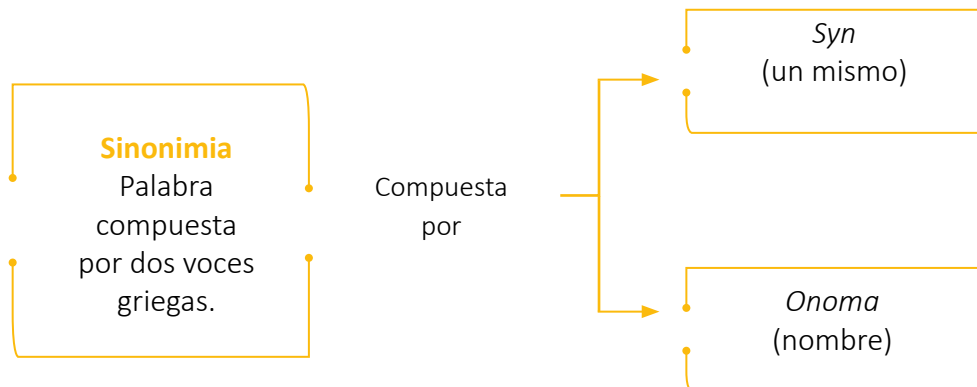 Sinonimia
Palabra
compuesta
por dos voces
griegas.
Compuesta
por
Syn
(un mismo)
Onoma
(nombre)